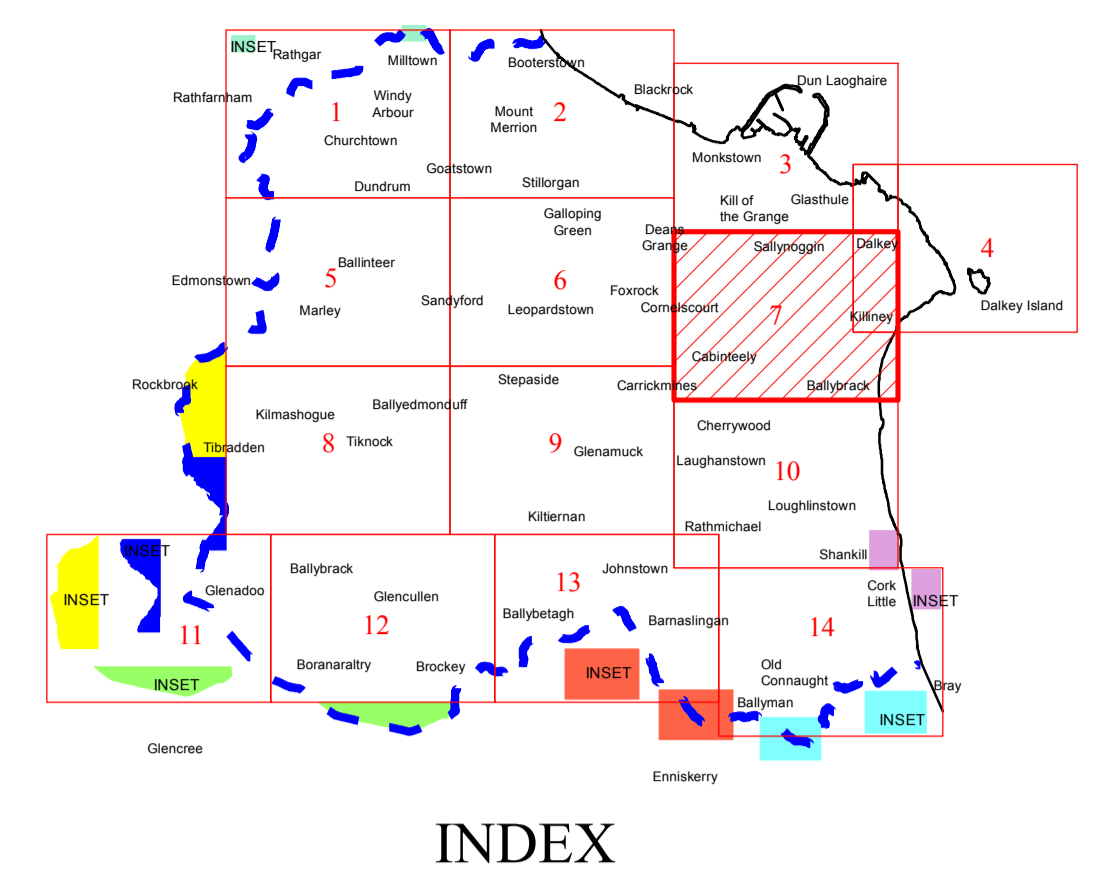 INSET
Rathgar
Milltown
Booterstown
Rathfarnham
Windy
Arbour
1
Churchtown
Mount
Merrion
2
Blackrock
Dun Laoghaire
Goatstown
Dundrum
Stillorgan
Monkstown
3
Kill of
the Grange
Glasthule
Galloping
Green
Deans
Grange
Sallynoggin
Dalkey
4
Dalkey Island
Edmonstown
5
Ballinteer
Marley
Sandyford
6
Leopardstown
Foxrock
Cornelscourt
7
Killiney
Cabinteely
Ballybrack
Carrickmines
Rockbrook
Kilmashogue
Ballyedmonduff
Tibradden
8
Tiknock
Stepaside
9
Glenamuck
Kiltiernan
Cherrywood
Laughanstown
10
Loughlinstown
Rathmichael
Shankill
INSET
INSET
Glenadoo
11
INSET
Ballybrack
Glencullen
12
Boranaraltry
Brockey
13
Johnstown
Ballybetagh
Barnaslingan
INSET
Cork
Little
INSET
14
Old
Connaught
Ballyman
Bray
INSET
Glencree
Enniskerry
INDEX